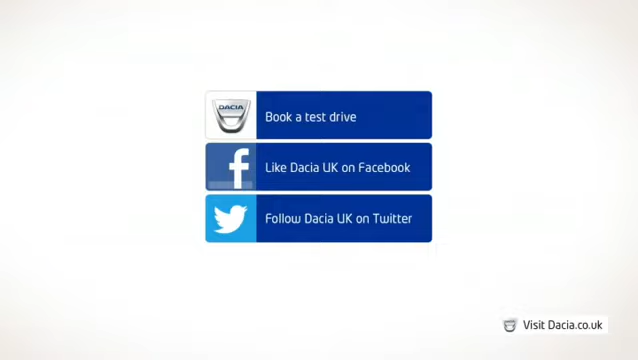 DACIA
Book a test drive
Like Dacia UK on Facebook
Follow Dacia UK on Twitter
Visit Dacia.co.uk